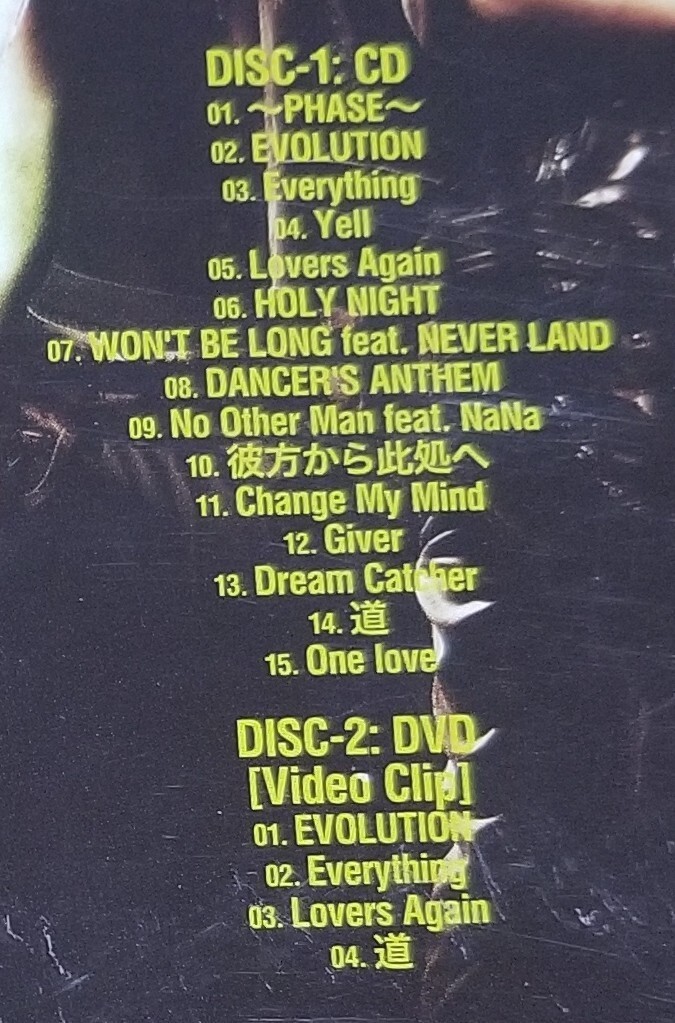 DISC-1: CD
01. ～PHASE～
02. EVOLUTION
03. Everything
04. Yell
05. Lovers Again
06. HOLY NIGHT
07. WON'T BE LONG feat. NEVER LAND
08. DANCER'S ANTHEM
09. No Other Man feat. NaNa
10. 彼方から此処へ
11. Change My Mind
12. Giver
13. Dream Catcher
14. 道
15. One love
DISC-2: DVD
[Video Clip]
01. EVOLUTION
02. Everything
03. Lovers Again
04. 道